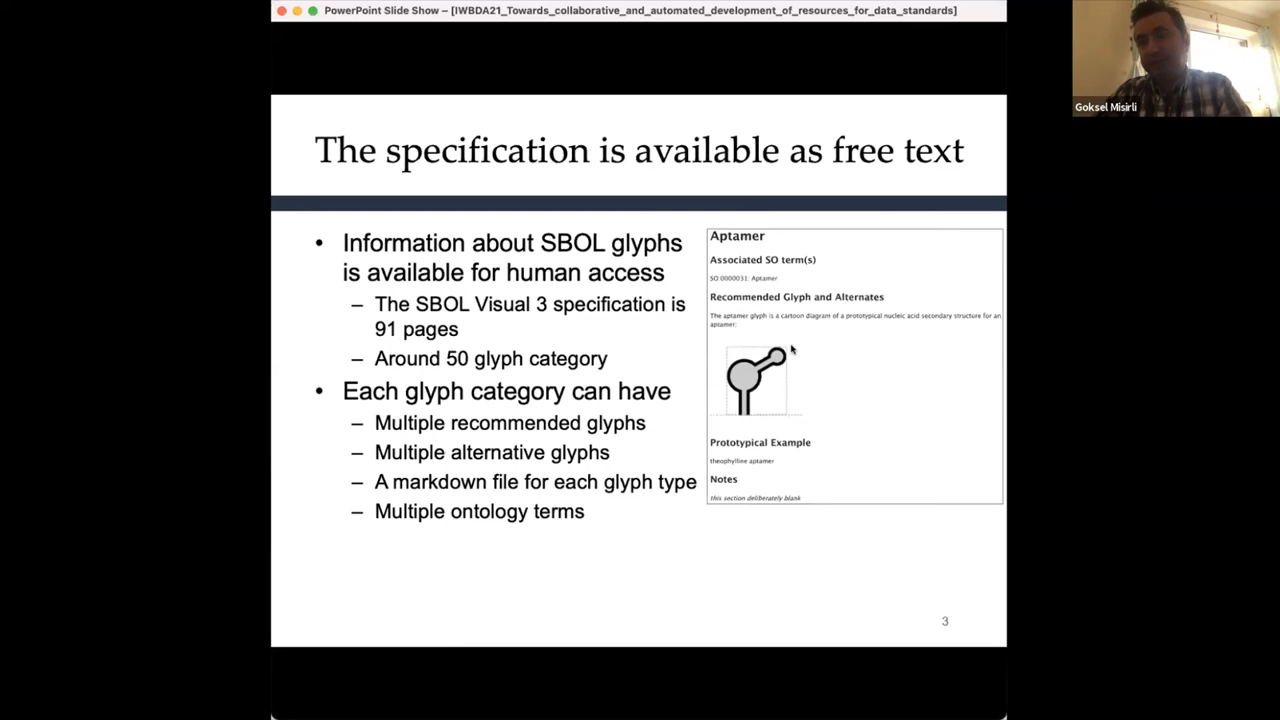 PowerPoint Slide Show – [IWBDA21_Towards_collaborative_and_automated_development_of_resources_for_data_standards]
Goksel Misirli
The specification is available as free text
• Information about SBOL glyphs
is available for human access
– The SBOL Visual 3 specification is
91 pages
– Around 50 glyph category
• Each glyph category can have
– Multiple recommended glyphs
– Multiple alternative glyphs
– A markdown file for each glyph type
– Multiple ontology terms
Aptamer
Associated SO term(s)
SO:0000031: Aptamer
Recommended Glyph and Alternates
The aptamer glyph is a cartoon diagram of a prototypical nucleic acid secondary structure for an
aptamer:
Prototypical Example
theophylline aptamer
Notes
this section deliberately blank
3